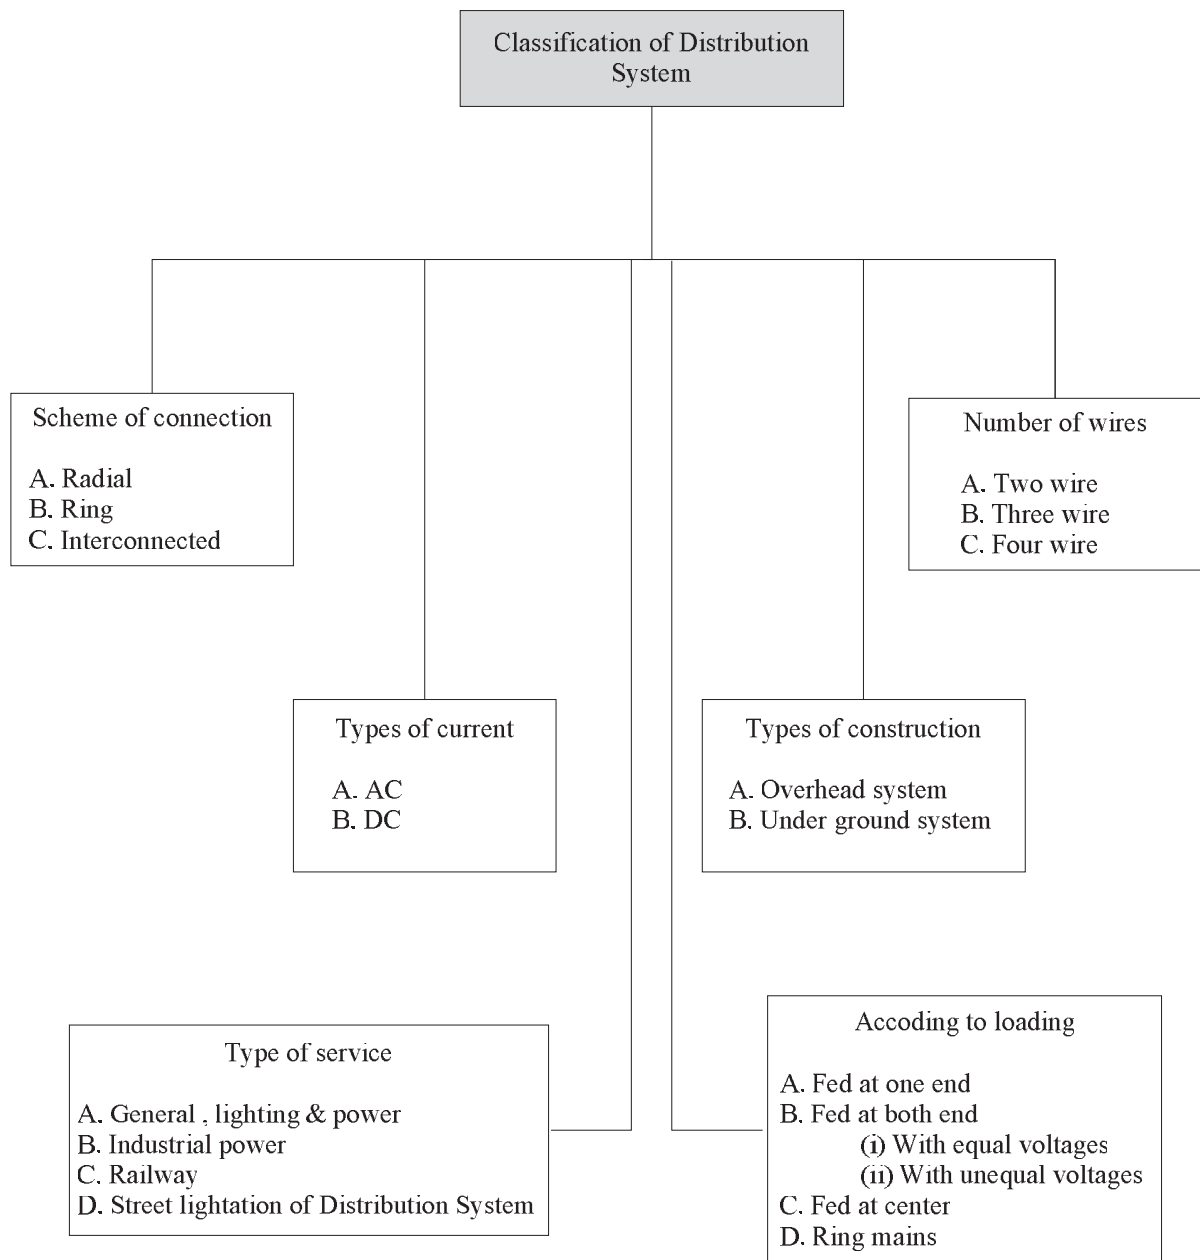 Classification of Distribution
System
Scheme of connection
A. Radial
B. Ring
C. Interconnected
Number of wires
A. Two wire
B. Three wire
C. Four wire
Types of current
A. AC
B. DC
Types of construction
A. Overhead system
B. Under ground system
Type of service
A. General , lighting & power
B. Industrial power
C. Railway
D. Street lightation of Distribution System
Accoding to loading
A. Fed at one end
B. Fed at both end
(i) With equal voltages
(ii) With unequal voltages
C. Fed at center
D. Ring mains